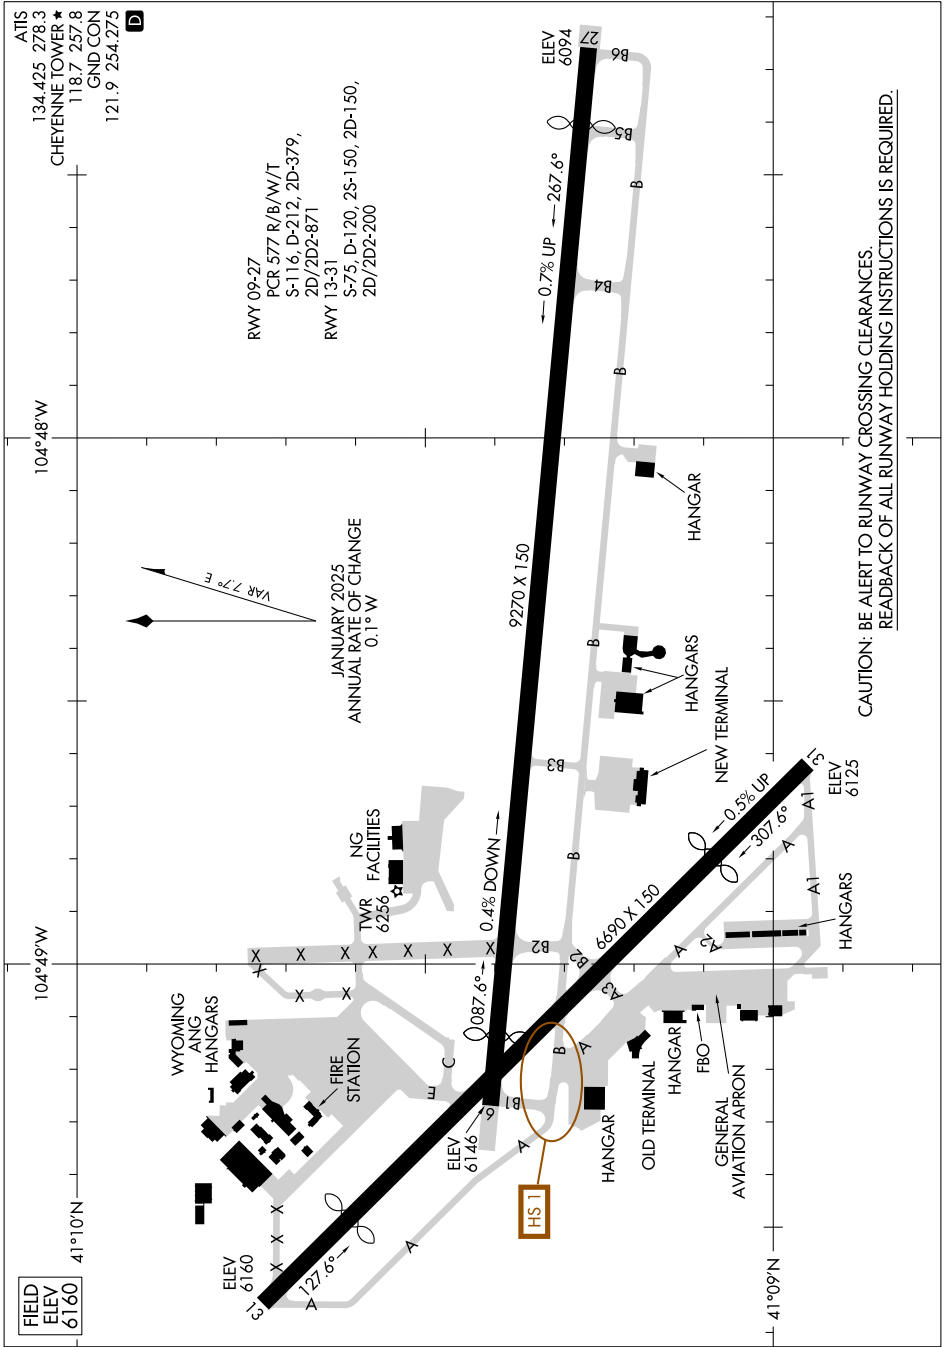 ATIS
134.425 278.3
CHEYENNE TOWER★
118.7 257.8
GND CON
121.9 254.275
D
RWY 09-27
PCR 577 R/B/W/T
S-116, D-212, 2D-379,
2D/2D2-871
RWY 13-31
S-75, D-120, 2S-150, 2D-150,
2D/2D2-200
104°49'W
104°48'W
41°10'N
41°09'N
FIELD
ELEV
6160
VAR 7.7° E
JANUARY 2025
ANNUAL RATE OF CHANGE
0.1° W
WYOMING
ANG
HANGARS
FIRE
STATION
TWR
6256
NG
FACILITIES
X
X
X
X
X
X
X
X
X
X
X
X
ELEV
6160
13
127.6°
A
A
A
E
C
ELEV
6146
9
087.6°
0.4% DOWN
9270 X 150
0.7% UP
267.6°
ELEV
6094
27
B1
B2
B2
B3
B4
B5
B6
B
B
B
B
B
HS 1
A
A3
A
A2
A
A1
A1
6690 X 150
0.5% UP
307.6°
31
ELEV
6125
HANGAR
OLD TERMINAL
HANGAR
FBO
GENERAL
AVIATION APRON
HANGARS
NEW TERMINAL
HANGARS
HANGAR
CAUTION: BE ALERT TO RUNWAY CROSSING CLEARANCES.
READBACK OF ALL RUNWAY HOLDING INSTRUCTIONS IS REQUIRED.